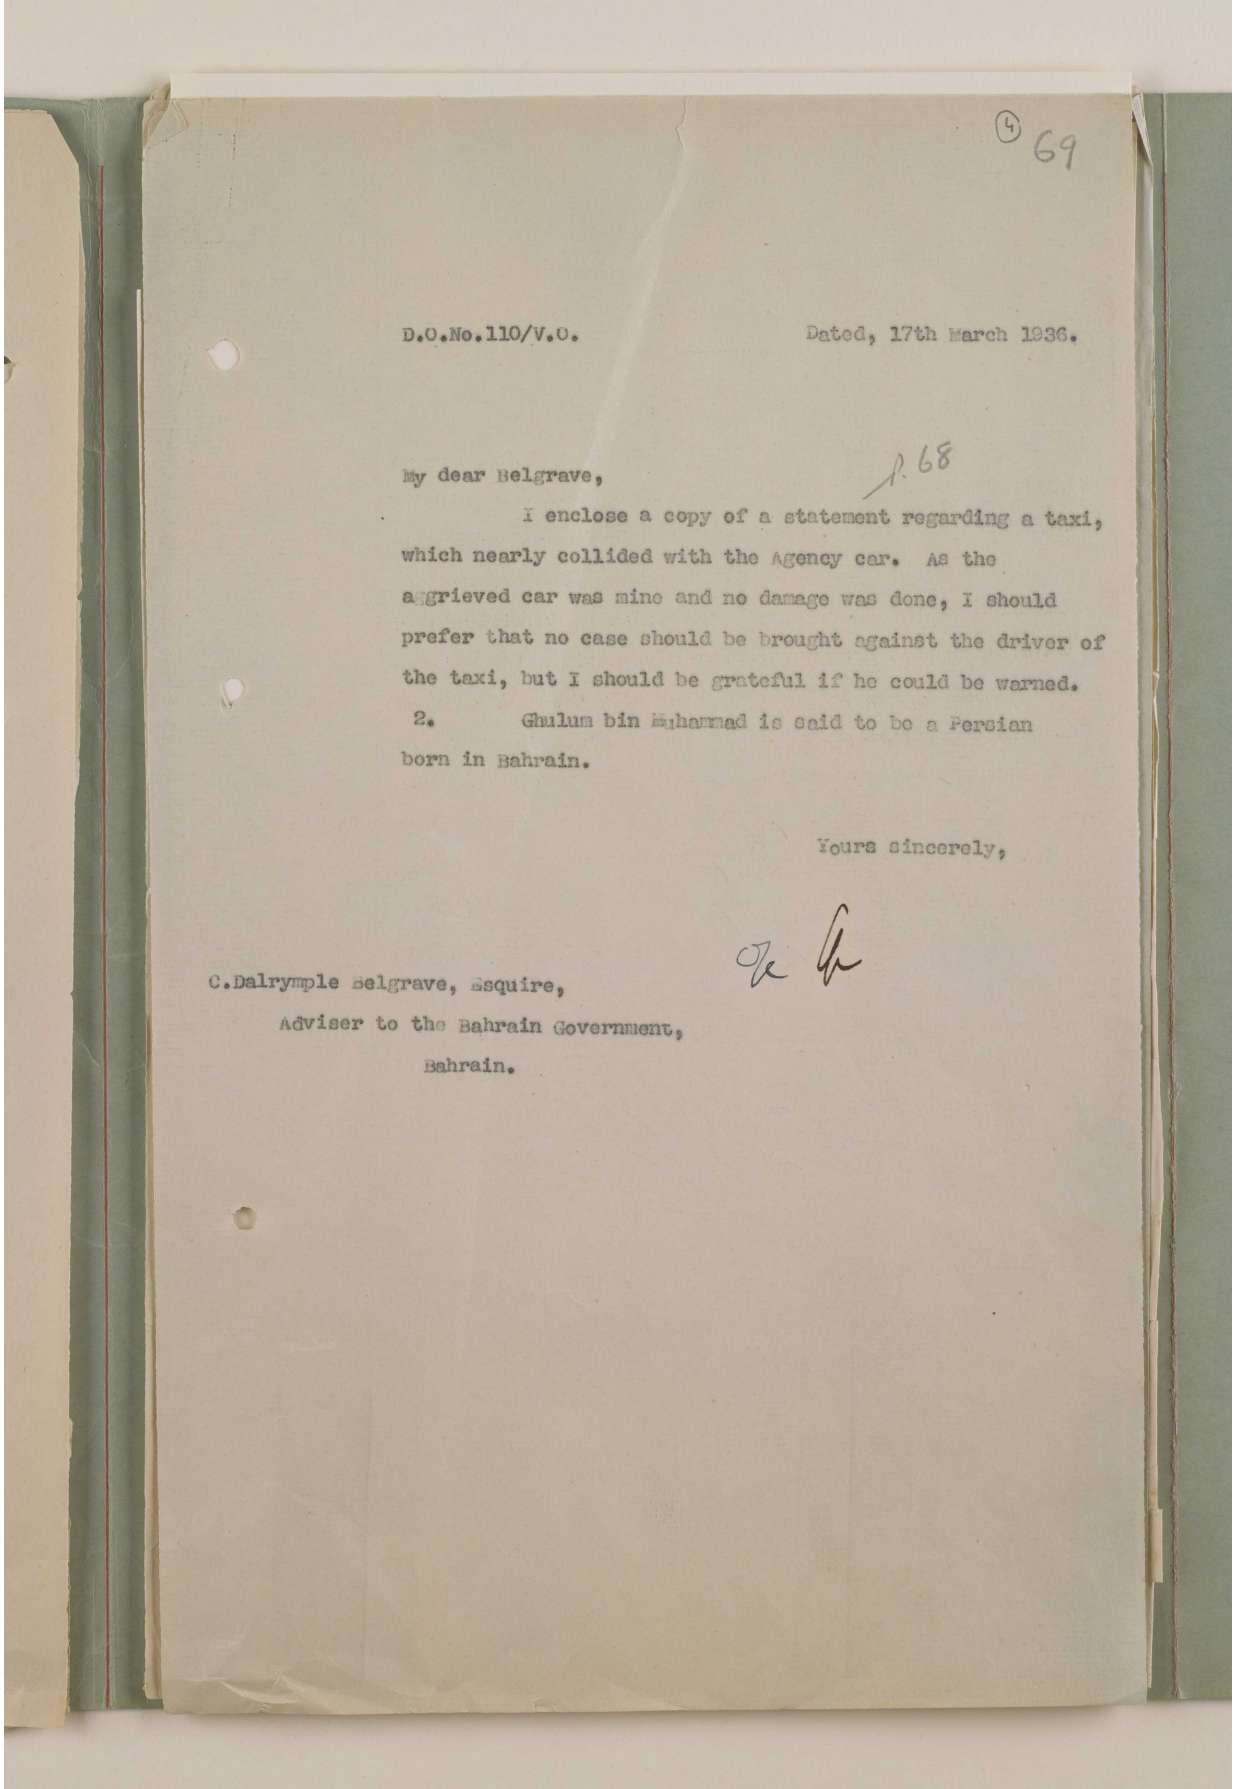 4
69
D.O.No.110/V.O. Dated, 17th March 1936.
p. 68
My dear Belgrave,
I enclose a copy of a statement regarding a taxi,
which nearly collided with the Agency car. As the
aggrieved car was mine and no damage was done, I should
prefer that no case should be brought against the driver of
the taxi, but I should be grateful if he could be warned.
2. Ghulum bin Muhammad is said to be a Persian
born in Bahrain.
Yours sincerely,
C.Dalrymple Belgrave, Esquire,
Adviser to the Bahrain Government,
Bahrain.